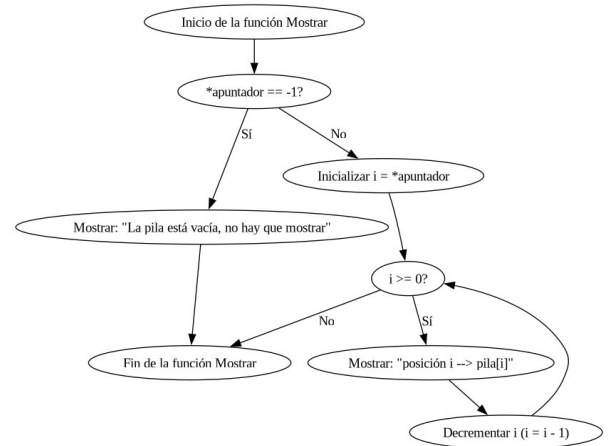 Inicio de la función Mostrar
*apuntador == -1?
Sí
No
Inicializar i = *apuntador
Mostrar: "La pila está vacía, no hay que mostrar"
i >= 0?
No
Sí
Fin de la función Mostrar
Mostrar: "posición i --> pila[i]"
Decrementar i (i = i - 1)